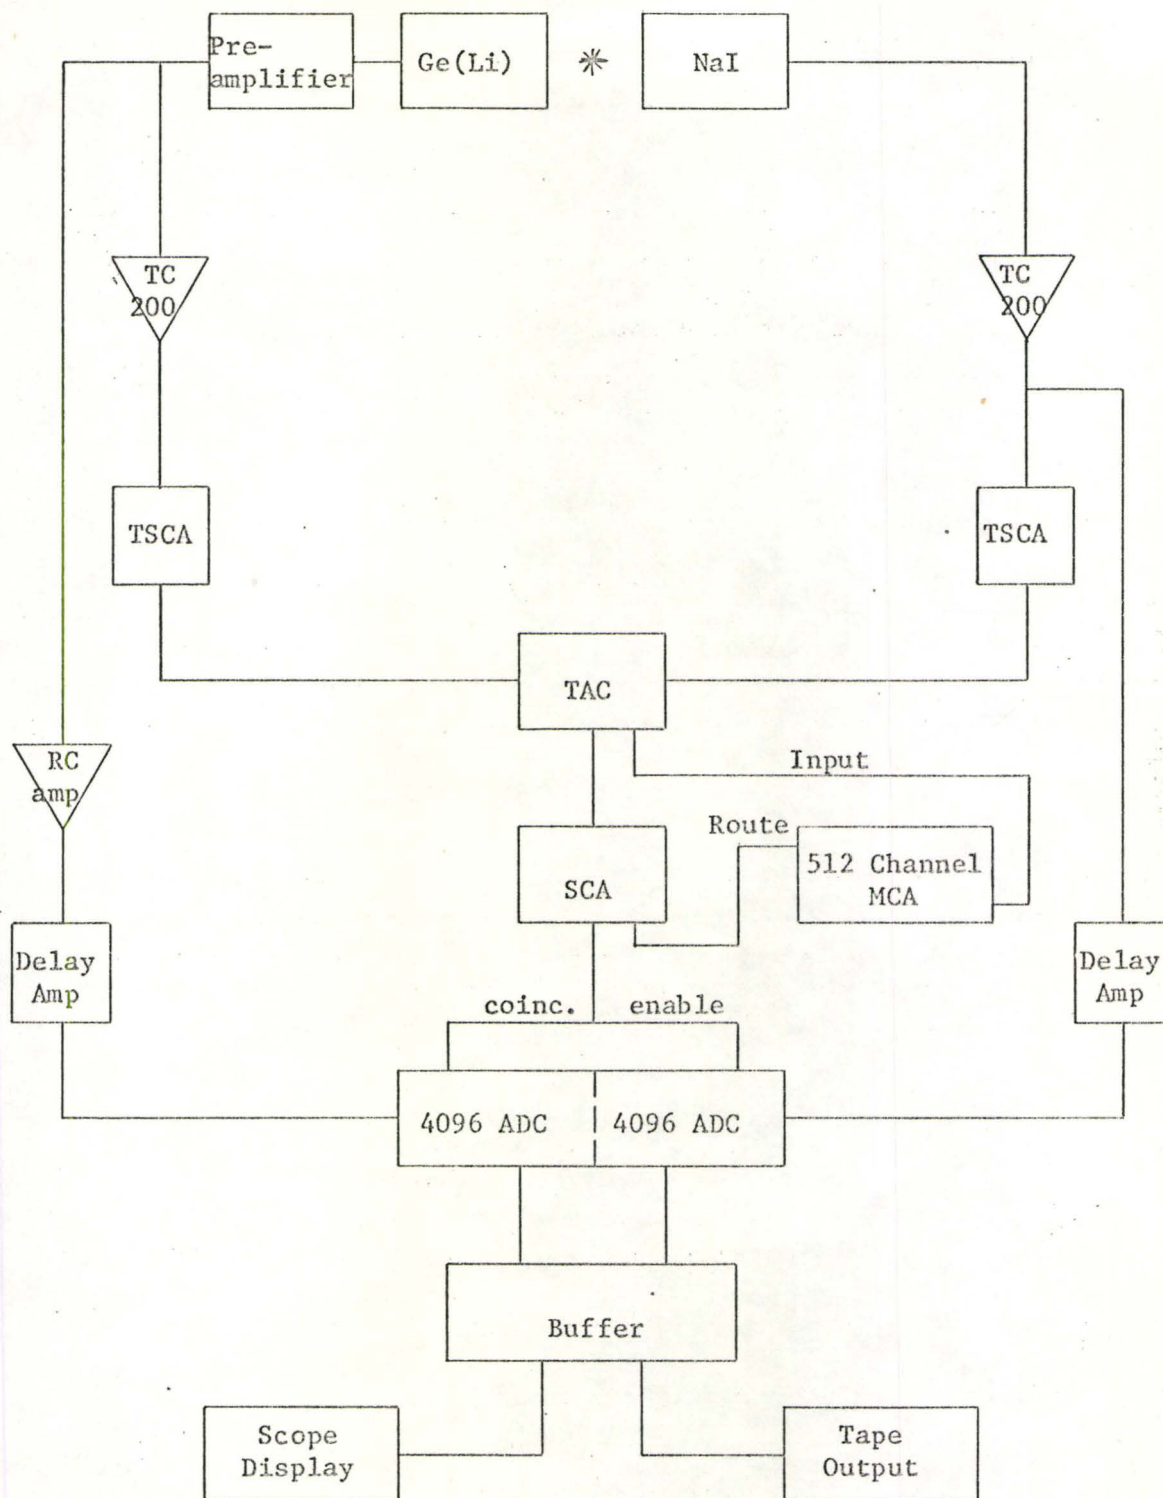 Pre-
amplifier
Ge(Li)
NaI
TC
200
TC
200
TSCA
TSCA
TAC
Input
RC
amp
Route
512 Channel
MCA
SCA
Delay
Amp
Delay
Amp
coinc. enable
4096 ADC
4096 ADC
Buffer
Scope
Display
Tape
Output